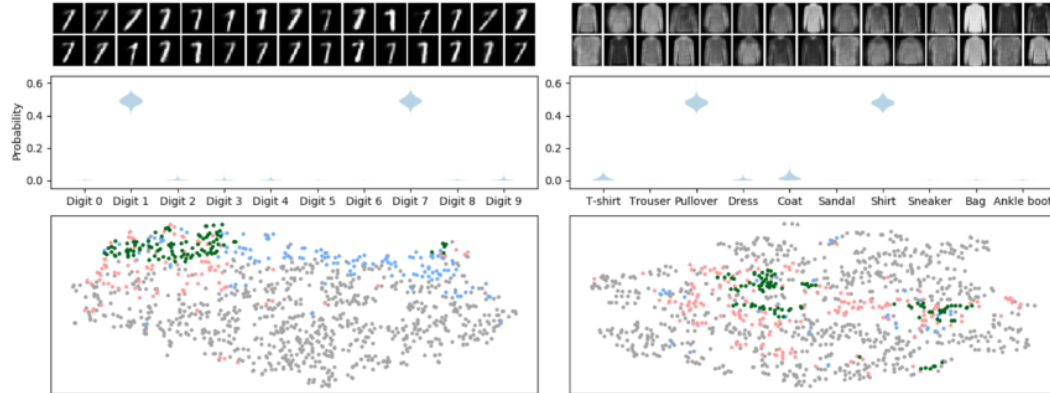 0.6
0.4
0.2
0.0
Probability
Digit 0 Digit 1 Digit 2 Digit 3 Digit 4 Digit 5 Digit 6 Digit 7 Digit 8 Digit 9
0.6
0.4
0.2
0.0
T-shirt Trouser Pullover Dress Coat Sandal Shirt Sneaker Bag Ankle boot